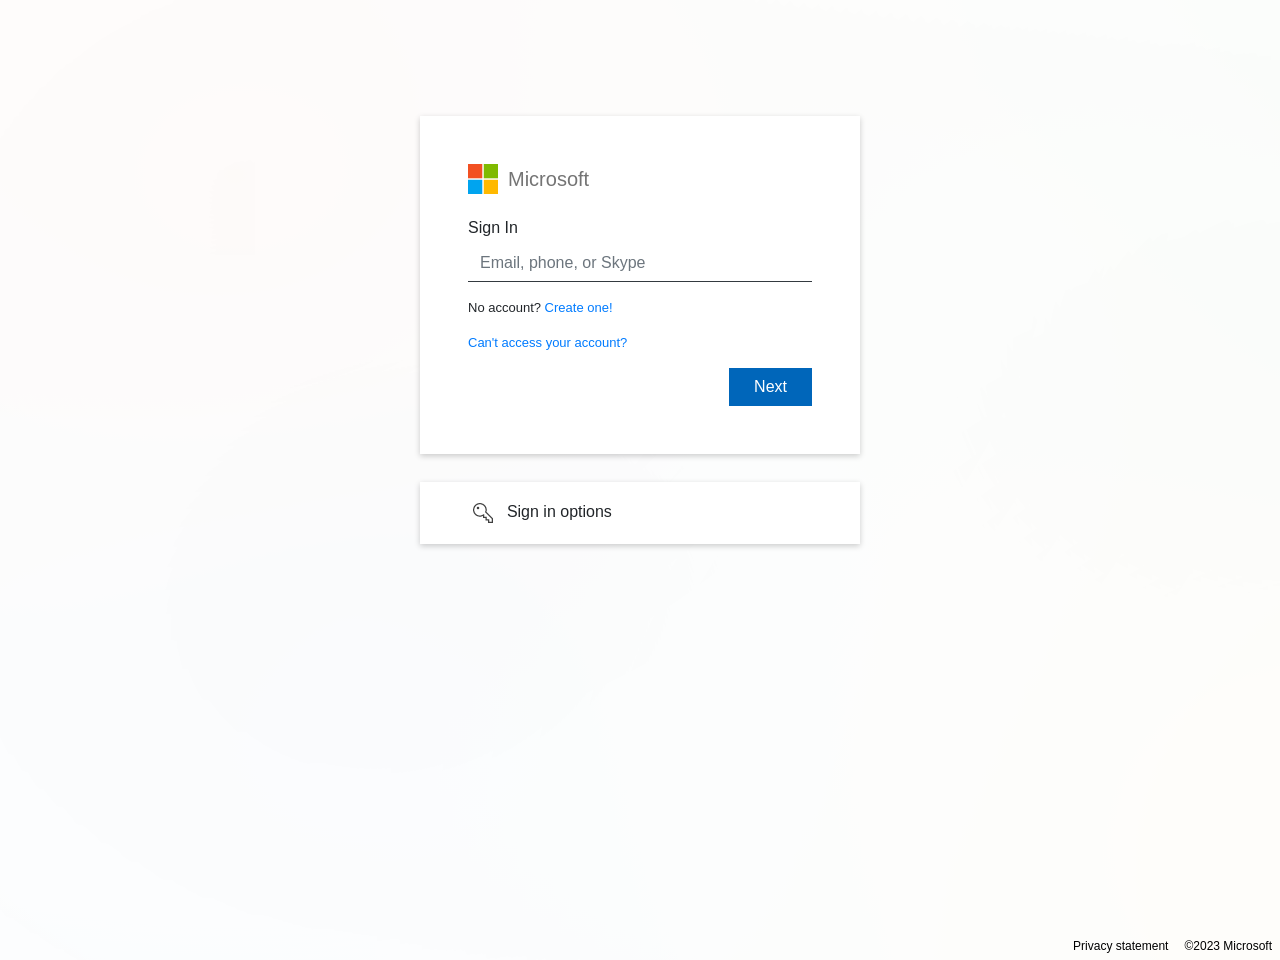 Microsoft
Sign In
Email, phone, or Skype
No account? Create one!
Can't access your account?
Next
Sign in options
Privacy statement ©2023 Microsoft